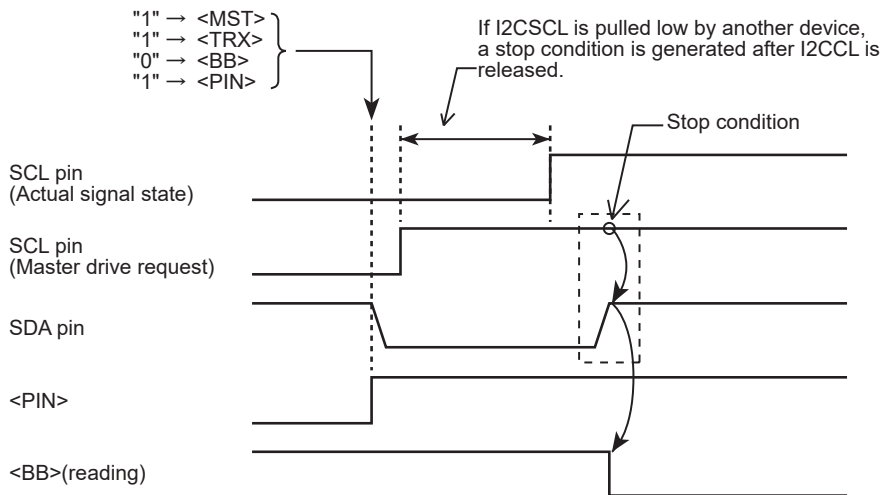 "1" → <MST>
"1" → <TRX>
"0" → <BB>
"1" → <PIN>
If I2CSCL is pulled low by another device,
a stop condition is generated after I2CCL is
released.
Stop condition
SCL pin
(Actual signal state)
SCL pin
(Master drive request)
SDA pin
<PIN>
<BB>(reading)